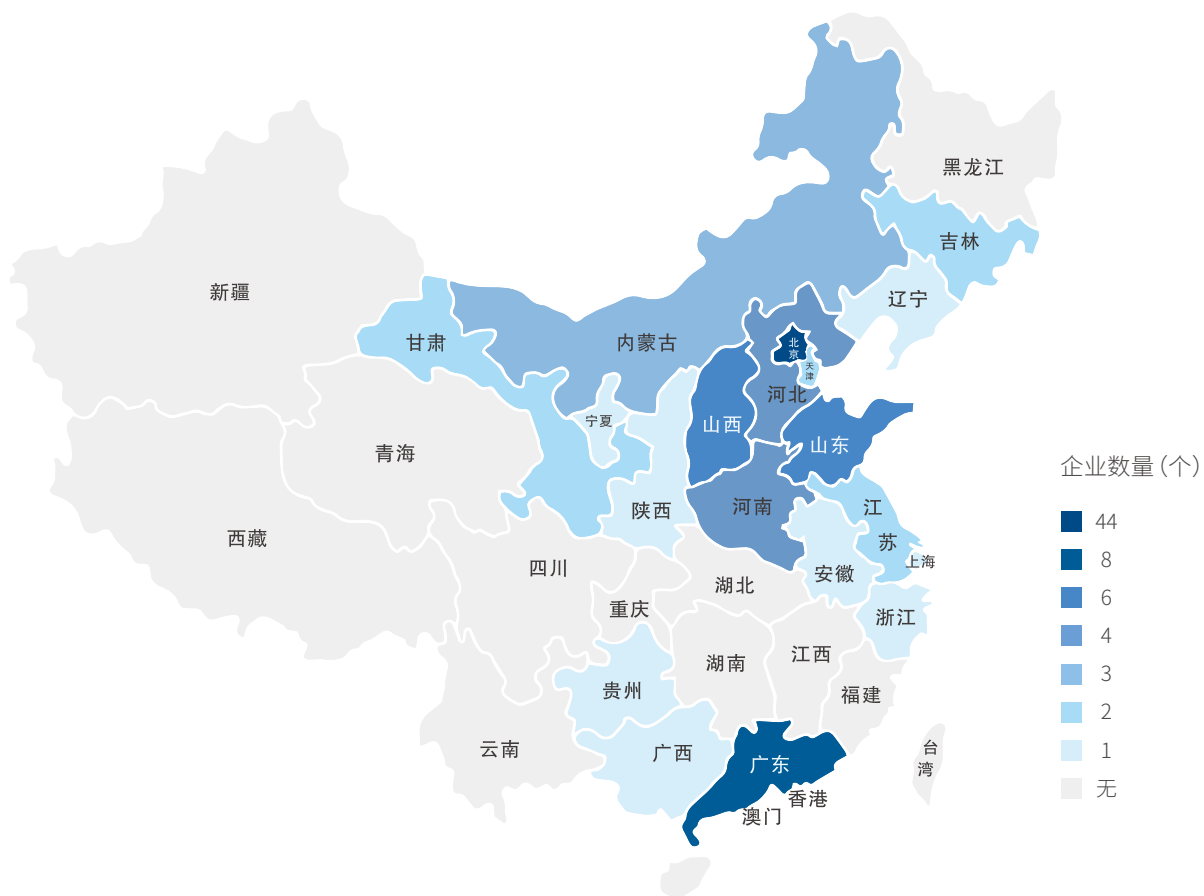 黑龙江
吉林
新疆
辽宁
甘肃
内蒙古
北
京
天
津
河北
宁夏
山西
山东
青海
陕西
河南
江
苏
西藏
四川
上海
安徽
湖北
重庆
浙江
湖南
江西
贵州
福建
云南
广西
广东
台
湾
香港
澳门
企业数量(个)
44
8
6
4
3
2
1
无